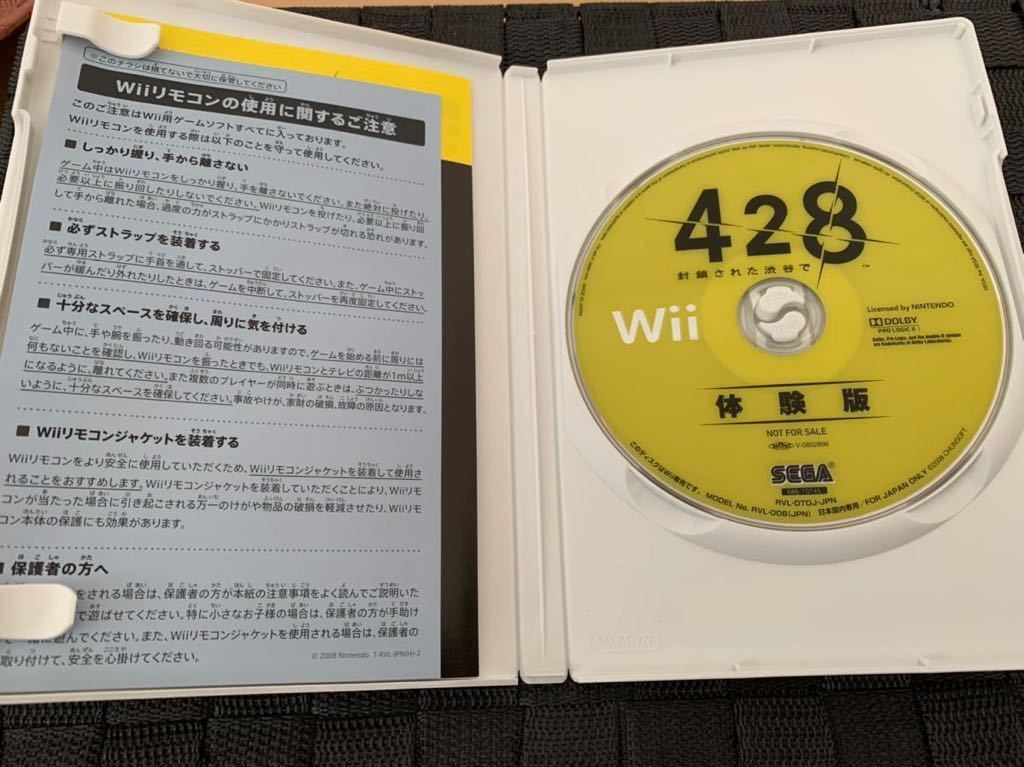 ※このチラシは捨てないで大切に保管してください
Wiiリモコンの使用に関するご注意
このご注意はWii用ゲームソフトすべてに入っております。
Wiiリモコンを使用する際は以下のことを守って使用してください。
■ しっかり握り、手から離さない
ゲーム中はWiiリモコンをしっかり握り、手を離さないでください。また絶対に投げたり、
必要以上に振り回したりしないでください。Wiiリモコンを投げたり、必要以上に振り回
して手から離れた場合、過度の力がストラップにかかりストラップが切れる恐れがあります。
■ 必ずストラップを装着する
必ず専用ストラップに手首を通して、ストッパーで固定してください。また、ゲーム中にストッ
パーが緩んだり外れたりしたときは、ゲームを中断して、ストッパーを再度固定してください。
■ 十分なスペースを確保し、周りに気を付ける
ゲーム中に、手や腕を振ったり、動き回る可能性がありますので、ゲームを始める前に周りには
何もないことを確認し、Wiiリモコンを振ったときでも、Wiiリモコンとテレビの距離が1m以上
になるように、離れてください。また複数のプレイヤーが同時に遊ぶときは、ぶつかったりしな
いように、十分なスペースを確保してください。事故やけが、家財の破損、故障の原因となります。
■ Wiiリモコンジャケットを装着する
Wiiリモコンをより安全に使用していただくため、Wiiリモコンジャケットを装着して使用さ
れることをおすすめします。Wiiリモコンジャケットを装着していただくことにより、Wiiリモ
コンが当たった場合に引き起こされる万一のけがや物品の破損を軽減させたり、Wiiリモ
コン本体の保護にも効果があります。
■ 保護者の方へ
をされる場合は、保護者の方が本紙の注意事項をよく読んでご説明いた
で遊ばせてください。特に小さなお子様の場合は、保護者の方が手助け
遊んでください。また、Wiiリモコンジャケットを使用される場合は、保護者の
取り付けて、安全を心掛けてください。
© 2008 Nintendo T-RVL-JPN(H)-2
428
封鎖された渋谷で
™
Wii
Licensed by NINTENDO
DOLBY
PRO LOGIC II
Dolby, Pro Logic, and the double-D symbol
are trademarks of Dolby Laboratories.
体験版
NOT FOR SALE
V-0802896
SEGA®
RVL-DTOJ-JPN
このディスクはWii専用です。 MODEL No. RVL-006(JPN) 日本国内専用/FOR JAPAN ONLY ©2008 CHUNSOFT
AMARAY